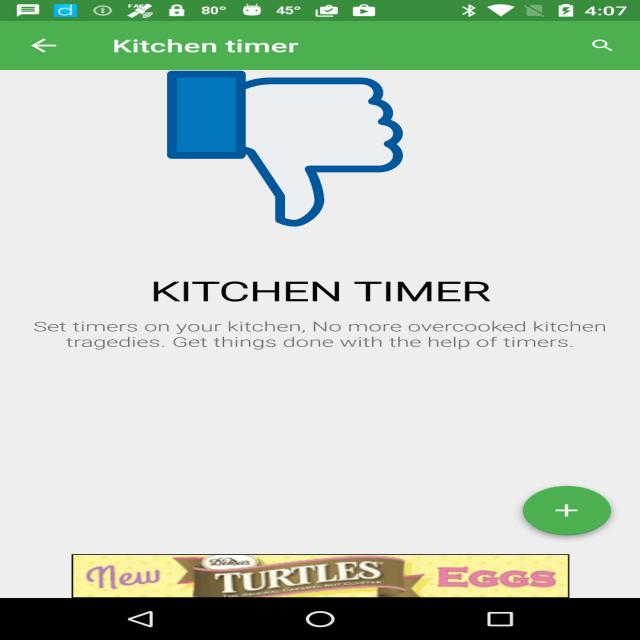 80° 45° 4:07
Kitchen timer
KITCHEN TIMER
Set timers on your kitchen, No more overcooked kitchen
tragedies. Get things done with the help of timers.
New TURTLES EGGS